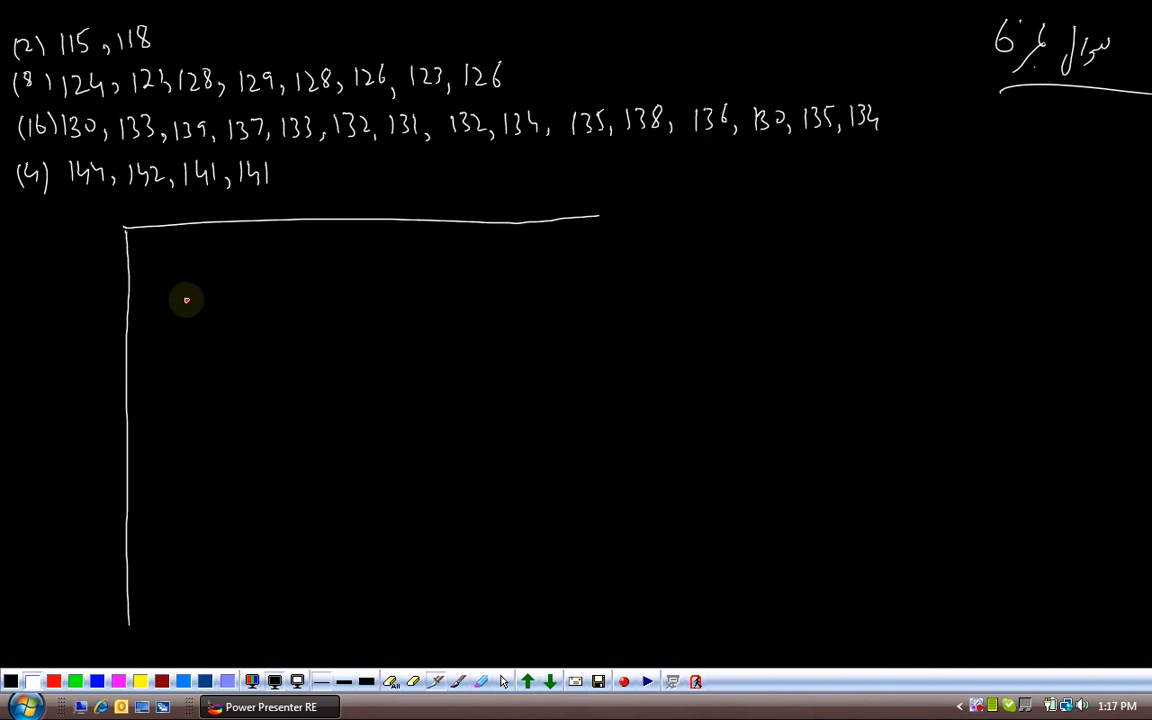 سوال نمبر 6
(2) 115, 118
(8) 124, 121, 128, 129, 128, 126, 123, 126
(16) 130, 133, 139, 137, 133, 132, 131, 132, 134, 135, 138, 136, 130, 135, 134
(4) 144, 142, 141, 141
Power Presenter RE
1:17 PM